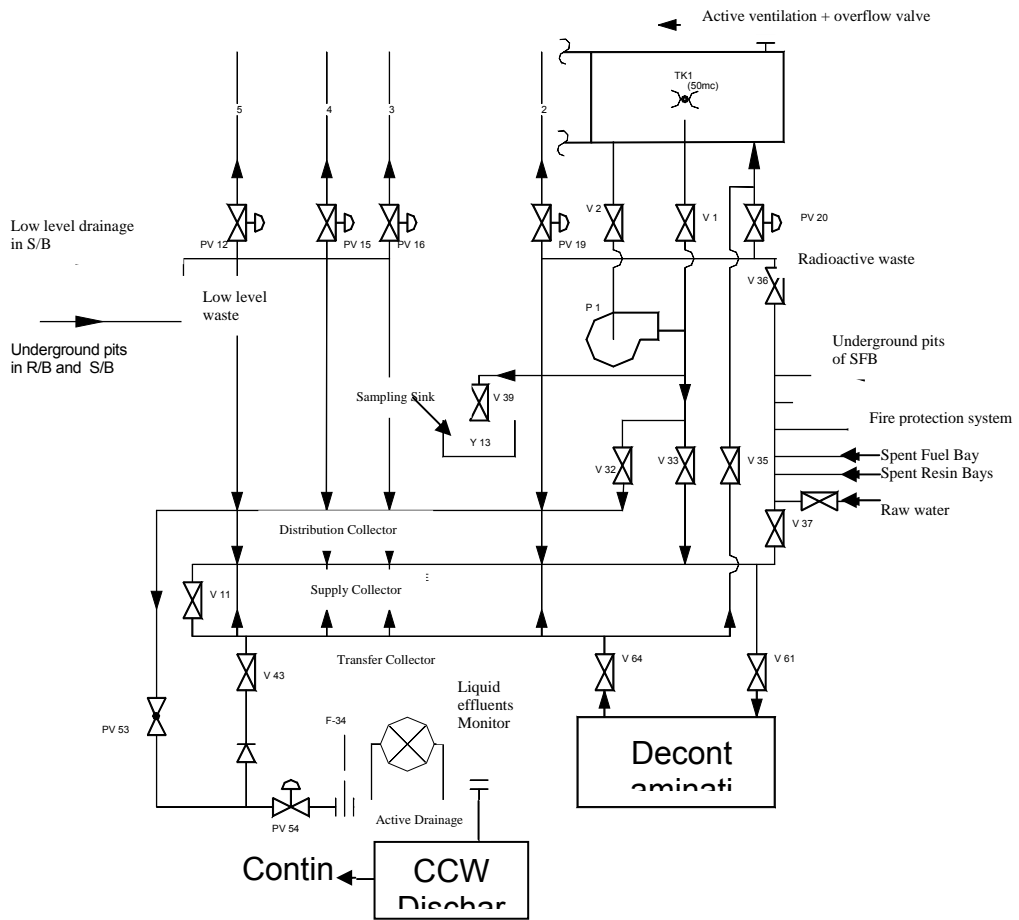 Active ventilation + overflow valve
TK1
(50mc)
5
4
3
2
V 2
V 1
PV 20
Low level drainage
in S/B
PV 12
PV 15
PV 16
PV 19
Radioactive waste
V 36
Low level
waste
P 1
Underground pits
in R/B and S/B
Underground pits
of SFB
Sampling Sink
V 39
Fire protection system
Y 13
V 32
V 33
V 35
Spent Fuel Bay
Spent Resin Bays
Raw water
V 37
Distribution Collector
V 11
Supply Collector
Transfer Collector
V 43
V 64
V 61
Liquid
effluents
Monitor
F-34
PV 53
Decont
aminati
Active Drainage
PV 54
Contin
CCW
Dischar